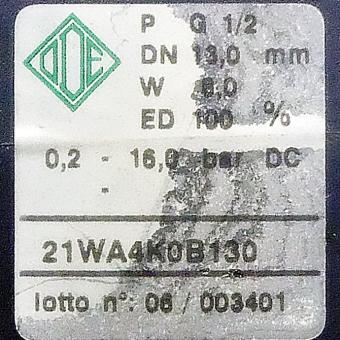 ODE
P G 1/2
DN 13,0 mm
W 8,0
ED 100 %
0,2 - 16,0 bar DC
-
21WA4K0B130
lotto n°: 06 / 003401